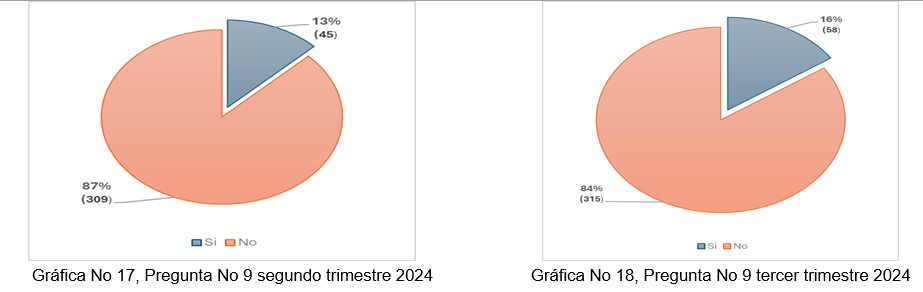 13%
(45)
87%
(309)
Si No
Gráfica No 17, Pregunta No 9 segundo trimestre 2024
16%
(58)
84%
(315)
Si No
Gráfica No 18, Pregunta No 9 tercer trimestre 2024